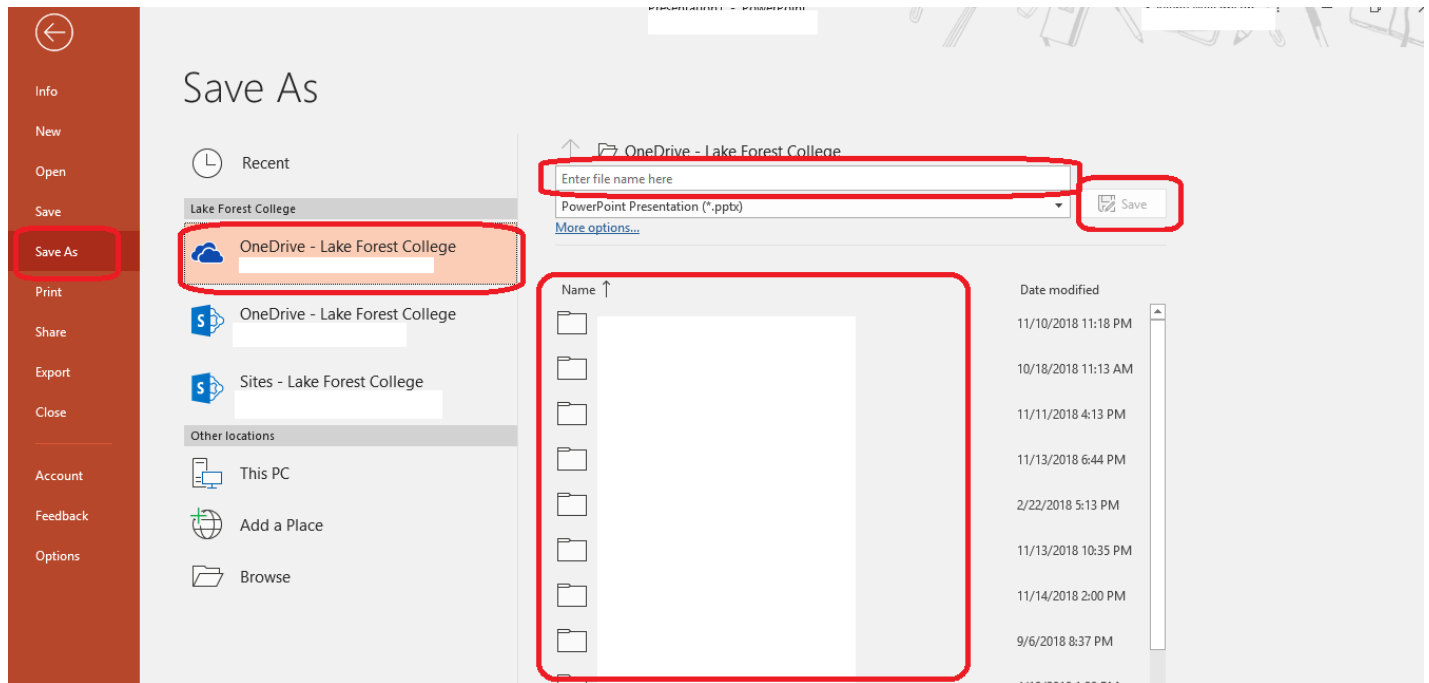 Presentation1 - PowerPoint
Save As
Info
New
Open
Save
Save As
Print
Share
Export
Close
Account
Feedback
Options
Recent
Lake Forest College
OneDrive - Lake Forest College
OneDrive - Lake Forest College
Sites - Lake Forest College
Other locations
This PC
Add a Place
Browse
OneDrive - Lake Forest College
Enter file name here
PowerPoint Presentation (*.pptx)
Save
More options...
Name ↑
Date modified
11/10/2018 11:18 PM
10/18/2018 11:13 AM
11/11/2018 4:13 PM
11/13/2018 6:44 PM
2/22/2018 5:13 PM
11/13/2018 10:35 PM
11/14/2018 2:00 PM
9/6/2018 8:37 PM